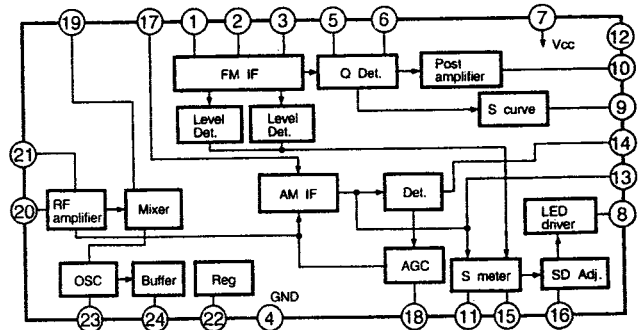 19 17 1 2 3 5 6 7 12
Vcc
FM IF
Q Det.
Post
amplifier
10
Level
Det.
Level
Det.
S curve
9
21
14
AM IF
Det.
13
20
RF
amplifier
Mixer
LED
driver
8
OSC
Buffer
Reg
AGC
S meter
SD Adj.
GND
23 24 22 4 18 11 15 16